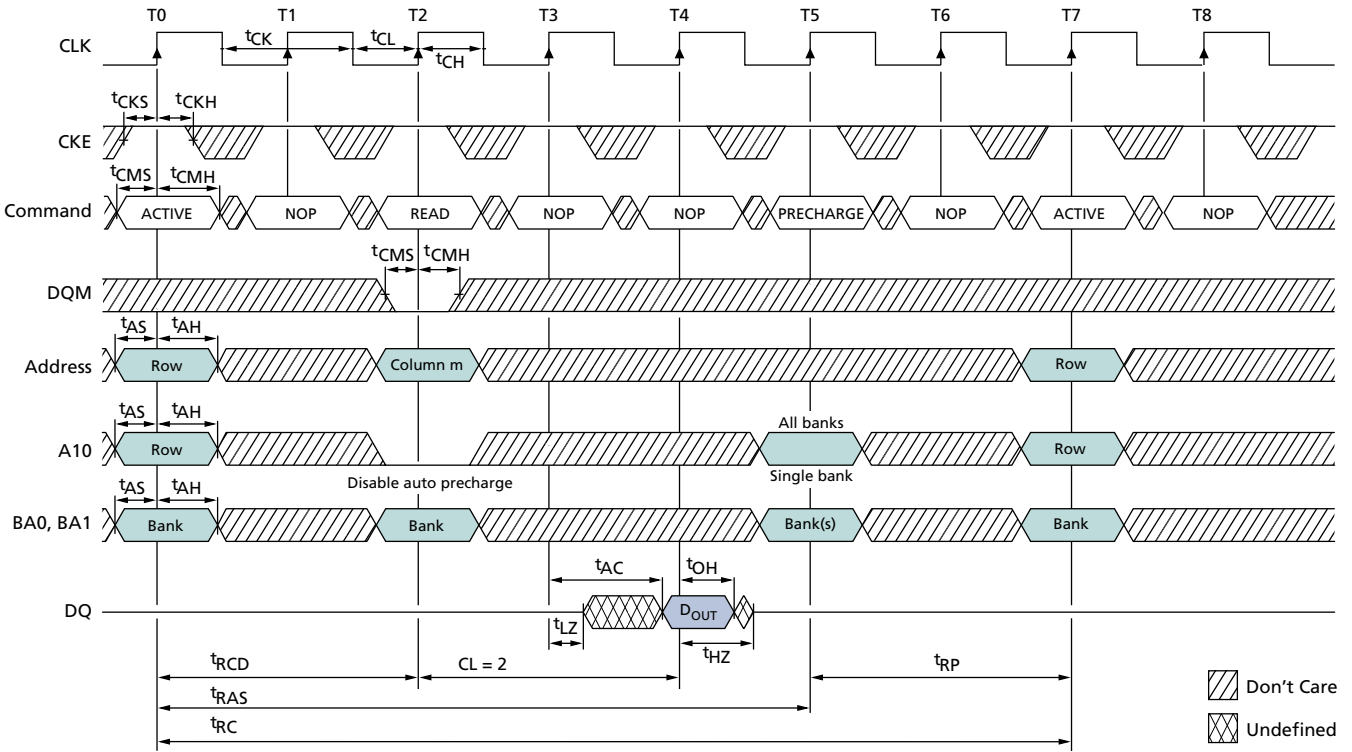 T0 T1 T2 T3 T4 T5 T6 T7 T8
CLK tCK tCL tCH
tCKS tCKH
CKE
tCMS tCMH
Command ACTIVE NOP READ NOP NOP PRECHARGE NOP ACTIVE NOP
tCMS tCMH
DQM
tAS tAH
Address Row Column m Row
tAS tAH All banks
A10 Row Row
Disable auto precharge Single bank
tAS tAH
BA0, BA1 Bank Bank Bank(s) Bank
tAC tOH
DQ DOUT
tLZ tHZ
tRCD CL = 2 tRP
tRAS
tRC
Don't Care
Undefined